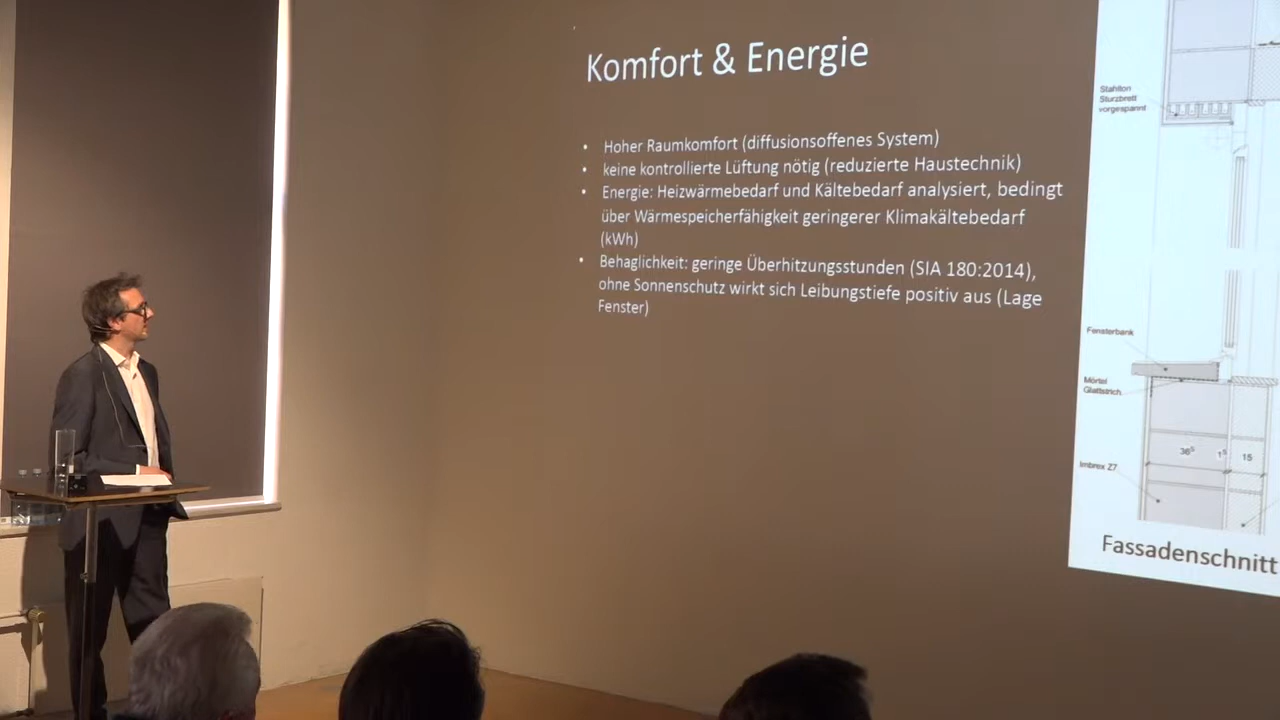 Komfort & Energie
• Hoher Raumkomfort (diffusionsoffenes System)
• keine kontrollierte Lüftung nötig (reduzierte Haustechnik)
• Energie: Heizwärmebedarf und Kältebedarf analysiert, bedingt
über Wärmespeicherfähigkeit geringerer Klimakältebedarf
(kWh)
• Behaglichkeit: geringe Überhitzungsstunden (SIA 180:2014),
ohne Sonnenschutz wirkt sich Leibungstiefe positiv aus (Lage
Fenster)
Stahlton
Sturzbrett
vorgespannt
Fensterbank
Mörtel
Glattstrich
36⁵ 1⁵ 15
Imbrex Z7
Fassadenschnitt